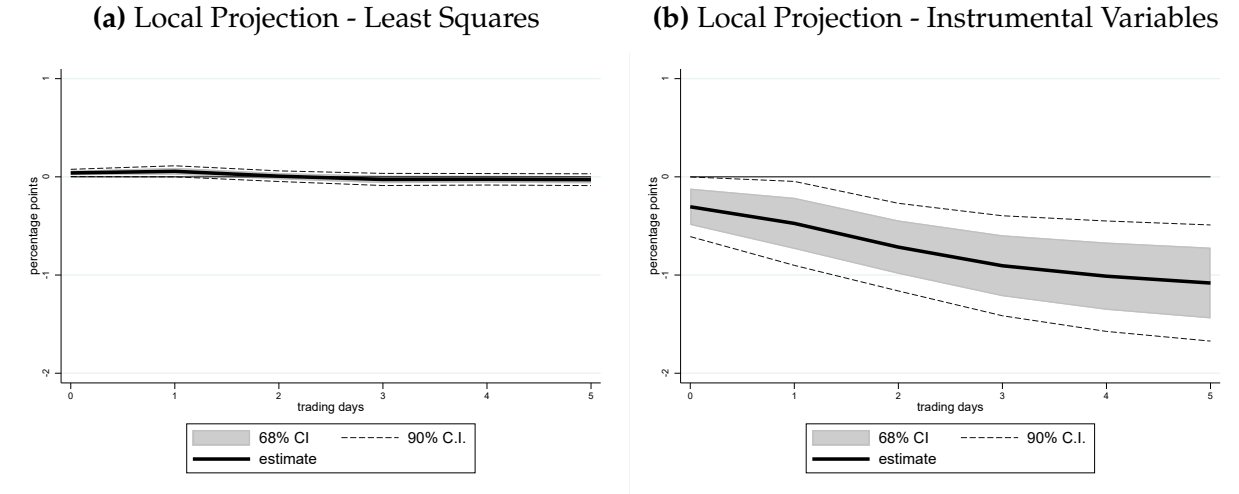 (a) Local Projection - Least Squares
percentage points
1
0
-1
-2
0 1 2 3 4 5
trading days
68% CI 90% C.I.
estimate
(b) Local Projection - Instrumental Variables
percentage points
1
0
-1
-2
0 1 2 3 4 5
trading days
68% CI 90% C.I.
estimate